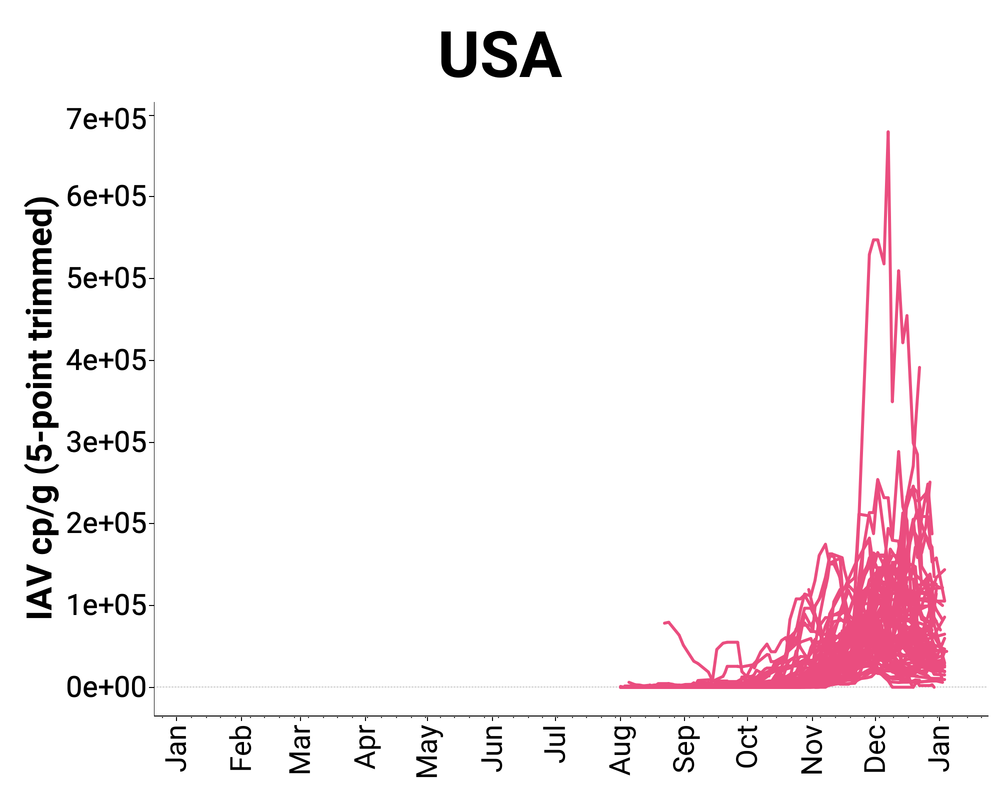 USA
IAV cp/g (5-point trimmed)
7e+05
6e+05
5e+05
4e+05
3e+05
2e+05
1e+05
0e+00
Jan
Feb
Mar
Apr
May
Jun
Jul
Aug
Sep
Oct
Nov
Dec
Jan